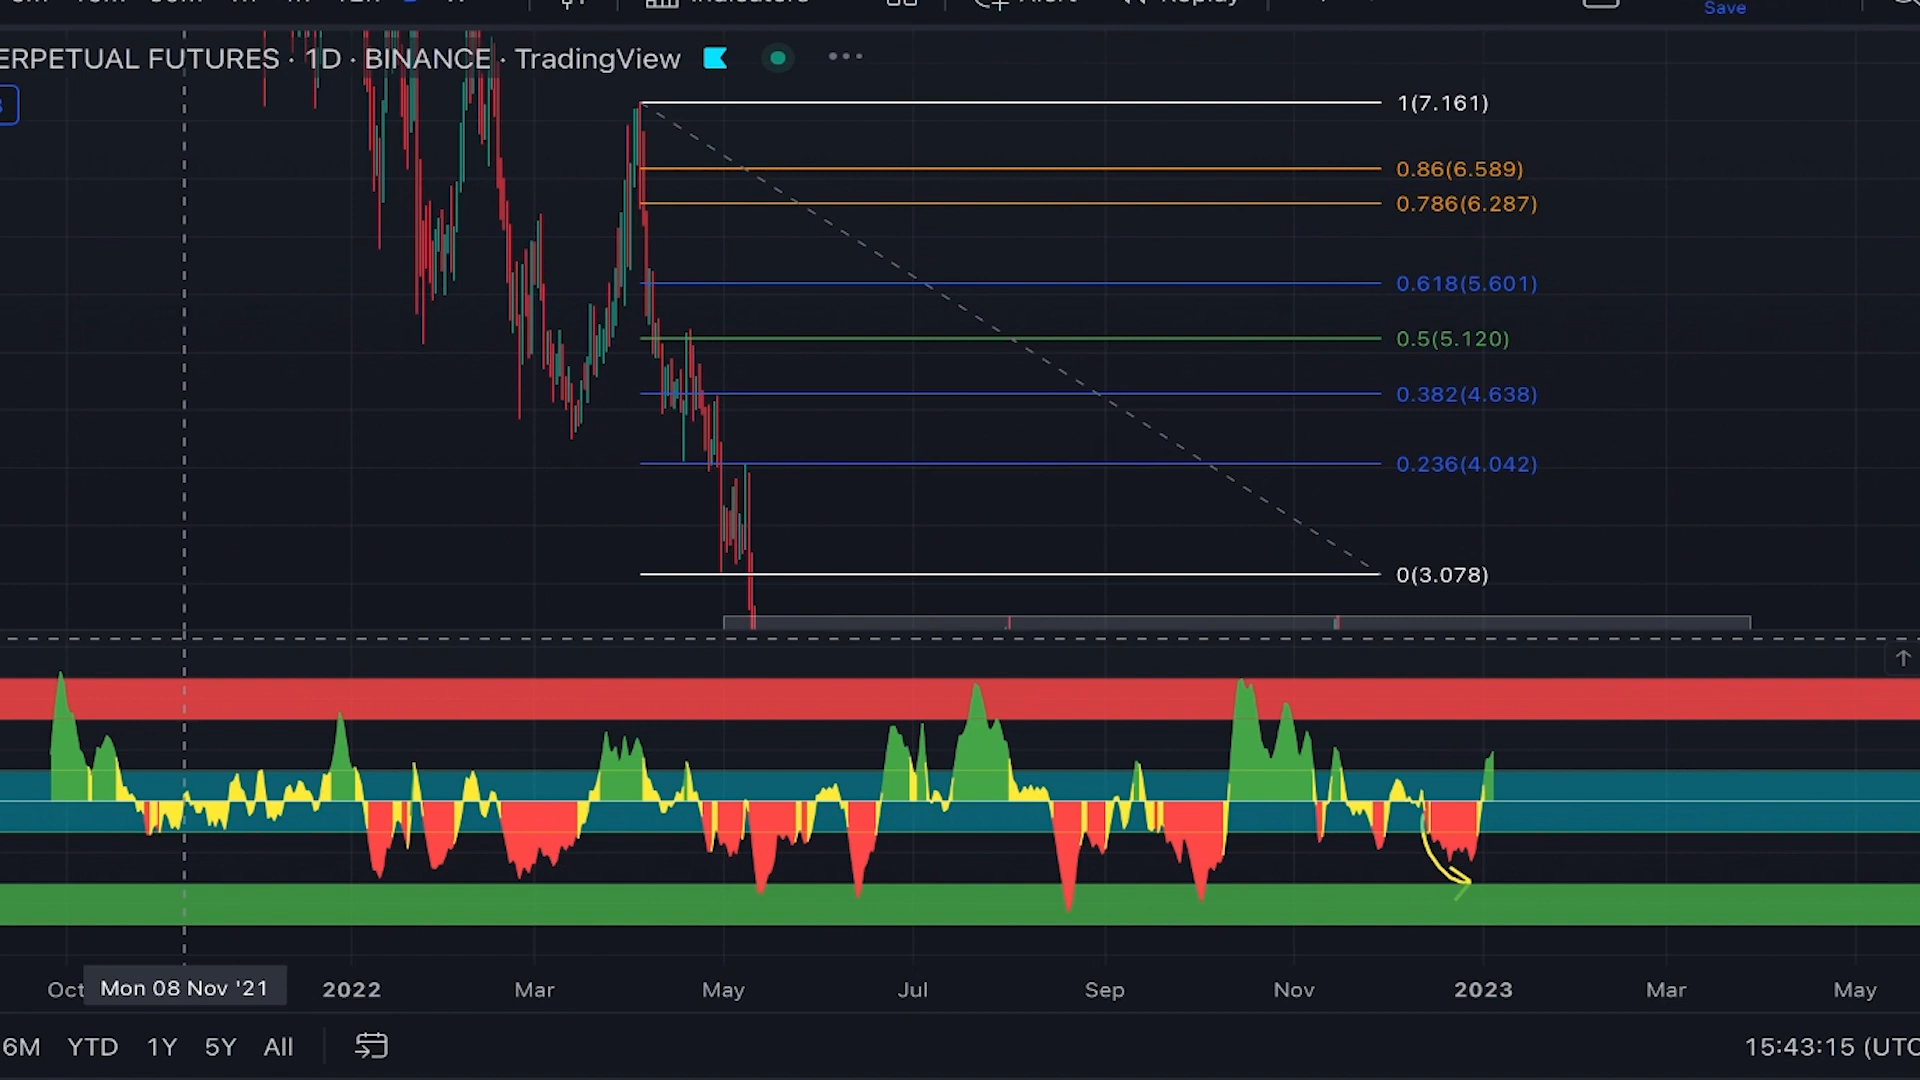 Indicators Alert Replay
Save
ERPETUAL FUTURES · 1D · BINANCE · TradingView
1(7.161)
0.86(6.589)
0.786(6.287)
0.618(5.601)
0.5(5.120)
0.382(4.638)
0.236(4.042)
0(3.078)
Oct Mon 08 Nov '21 2022 Mar May Jul Sep Nov 2023 Mar May
6M YTD 1Y 5Y All 15:43:15 (UTC